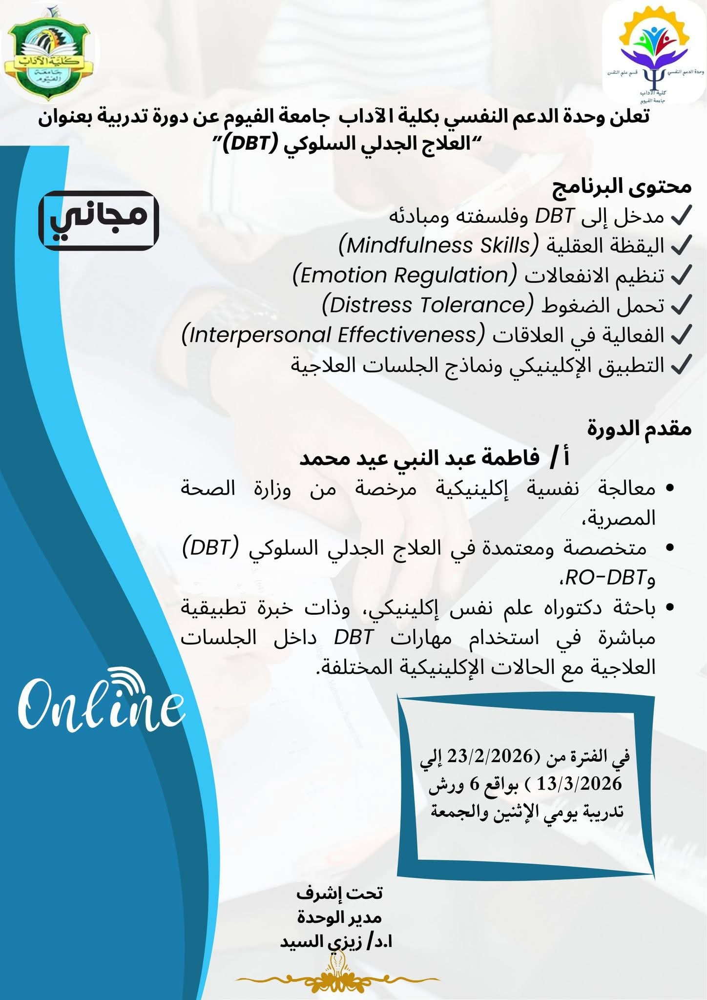 كلية الآداب
جامعة
الفيوم
وحدة الدعم النفسي
قسم علم النفس
كلية الآداب
جامعة الفيوم
تعلن وحدة الدعم النفسي بكلية الآداب جامعة الفيوم عن دورة تدربية بعنوان
“العلاج الجدلي السلوكي (DBT)”
مجاني
محتوى البرنامج
مدخل إلى DBT وفلسفته ومبادئه
اليقظة العقلية (Mindfulness Skills)
تنظيم الانفعالات (Emotion Regulation)
تحمل الضغوط (Distress Tolerance)
الفعالية في العلاقات (Interpersonal Effectiveness)
التطبيق الإكلينيكي ونماذج الجلسات العلاجية
مقدم الدورة
أ / فاطمة عبد النبي عيد محمد
• معالجة نفسية إكلينيكية مرخصة من وزارة الصحة
المصرية،
• متخصصة ومعتمدة في العلاج الجدلي السلوكي (DBT)
وRO-DBT،
• باحثة دكتوراه علم نفس إكلينيكي، وذات خبرة تطبيقية
مباشرة في استخدام مهارات DBT داخل الجلسات
العلاجية مع الحالات الإكلينيكية المختلفة.
Online
في الفترة من (23/2/2026 إلي
13/3/2026 ) بواقع 6 ورش
تدريبة يومي الإثنين والجمعة
تحت إشرف
مدير الوحدة
ا.د/ زيزي السيد